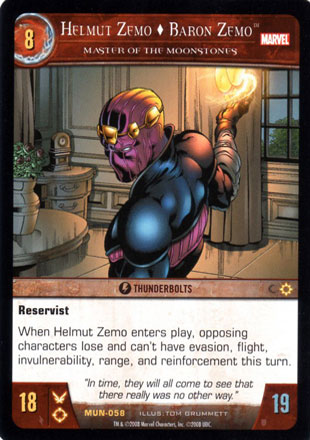 8
HELMUT ZEMO ♦ BARON ZEMO™
MASTER OF THE MOONSTONES
MARVEL
THUNDERBOLTS
Reservist
When Helmut Zemo enters play, opposing
characters lose and can't have evasion, flight,
invulnerability, range, and reinforcement this turn.
"In time, they will all come to see that
there really was no other way."
18
MUN-058 ILLUS: TOM GRUMMETT
19
TM & ©2008 Marvel Characters, Inc. ©2008 UDC.